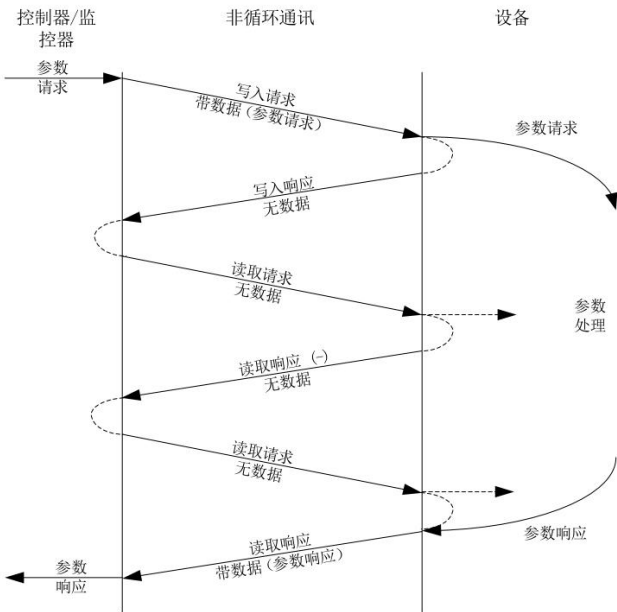 控制器/监
控器
非循环通讯
设备
参数
请求
写入请求
带数据(参数请求)
参数请求
写入响应
无数据
读取请求
无数据
参数
处理
读取响应 (-)
无数据
读取请求
无数据
参数响应
读取响应
带数据(参数响应)
参数
响应